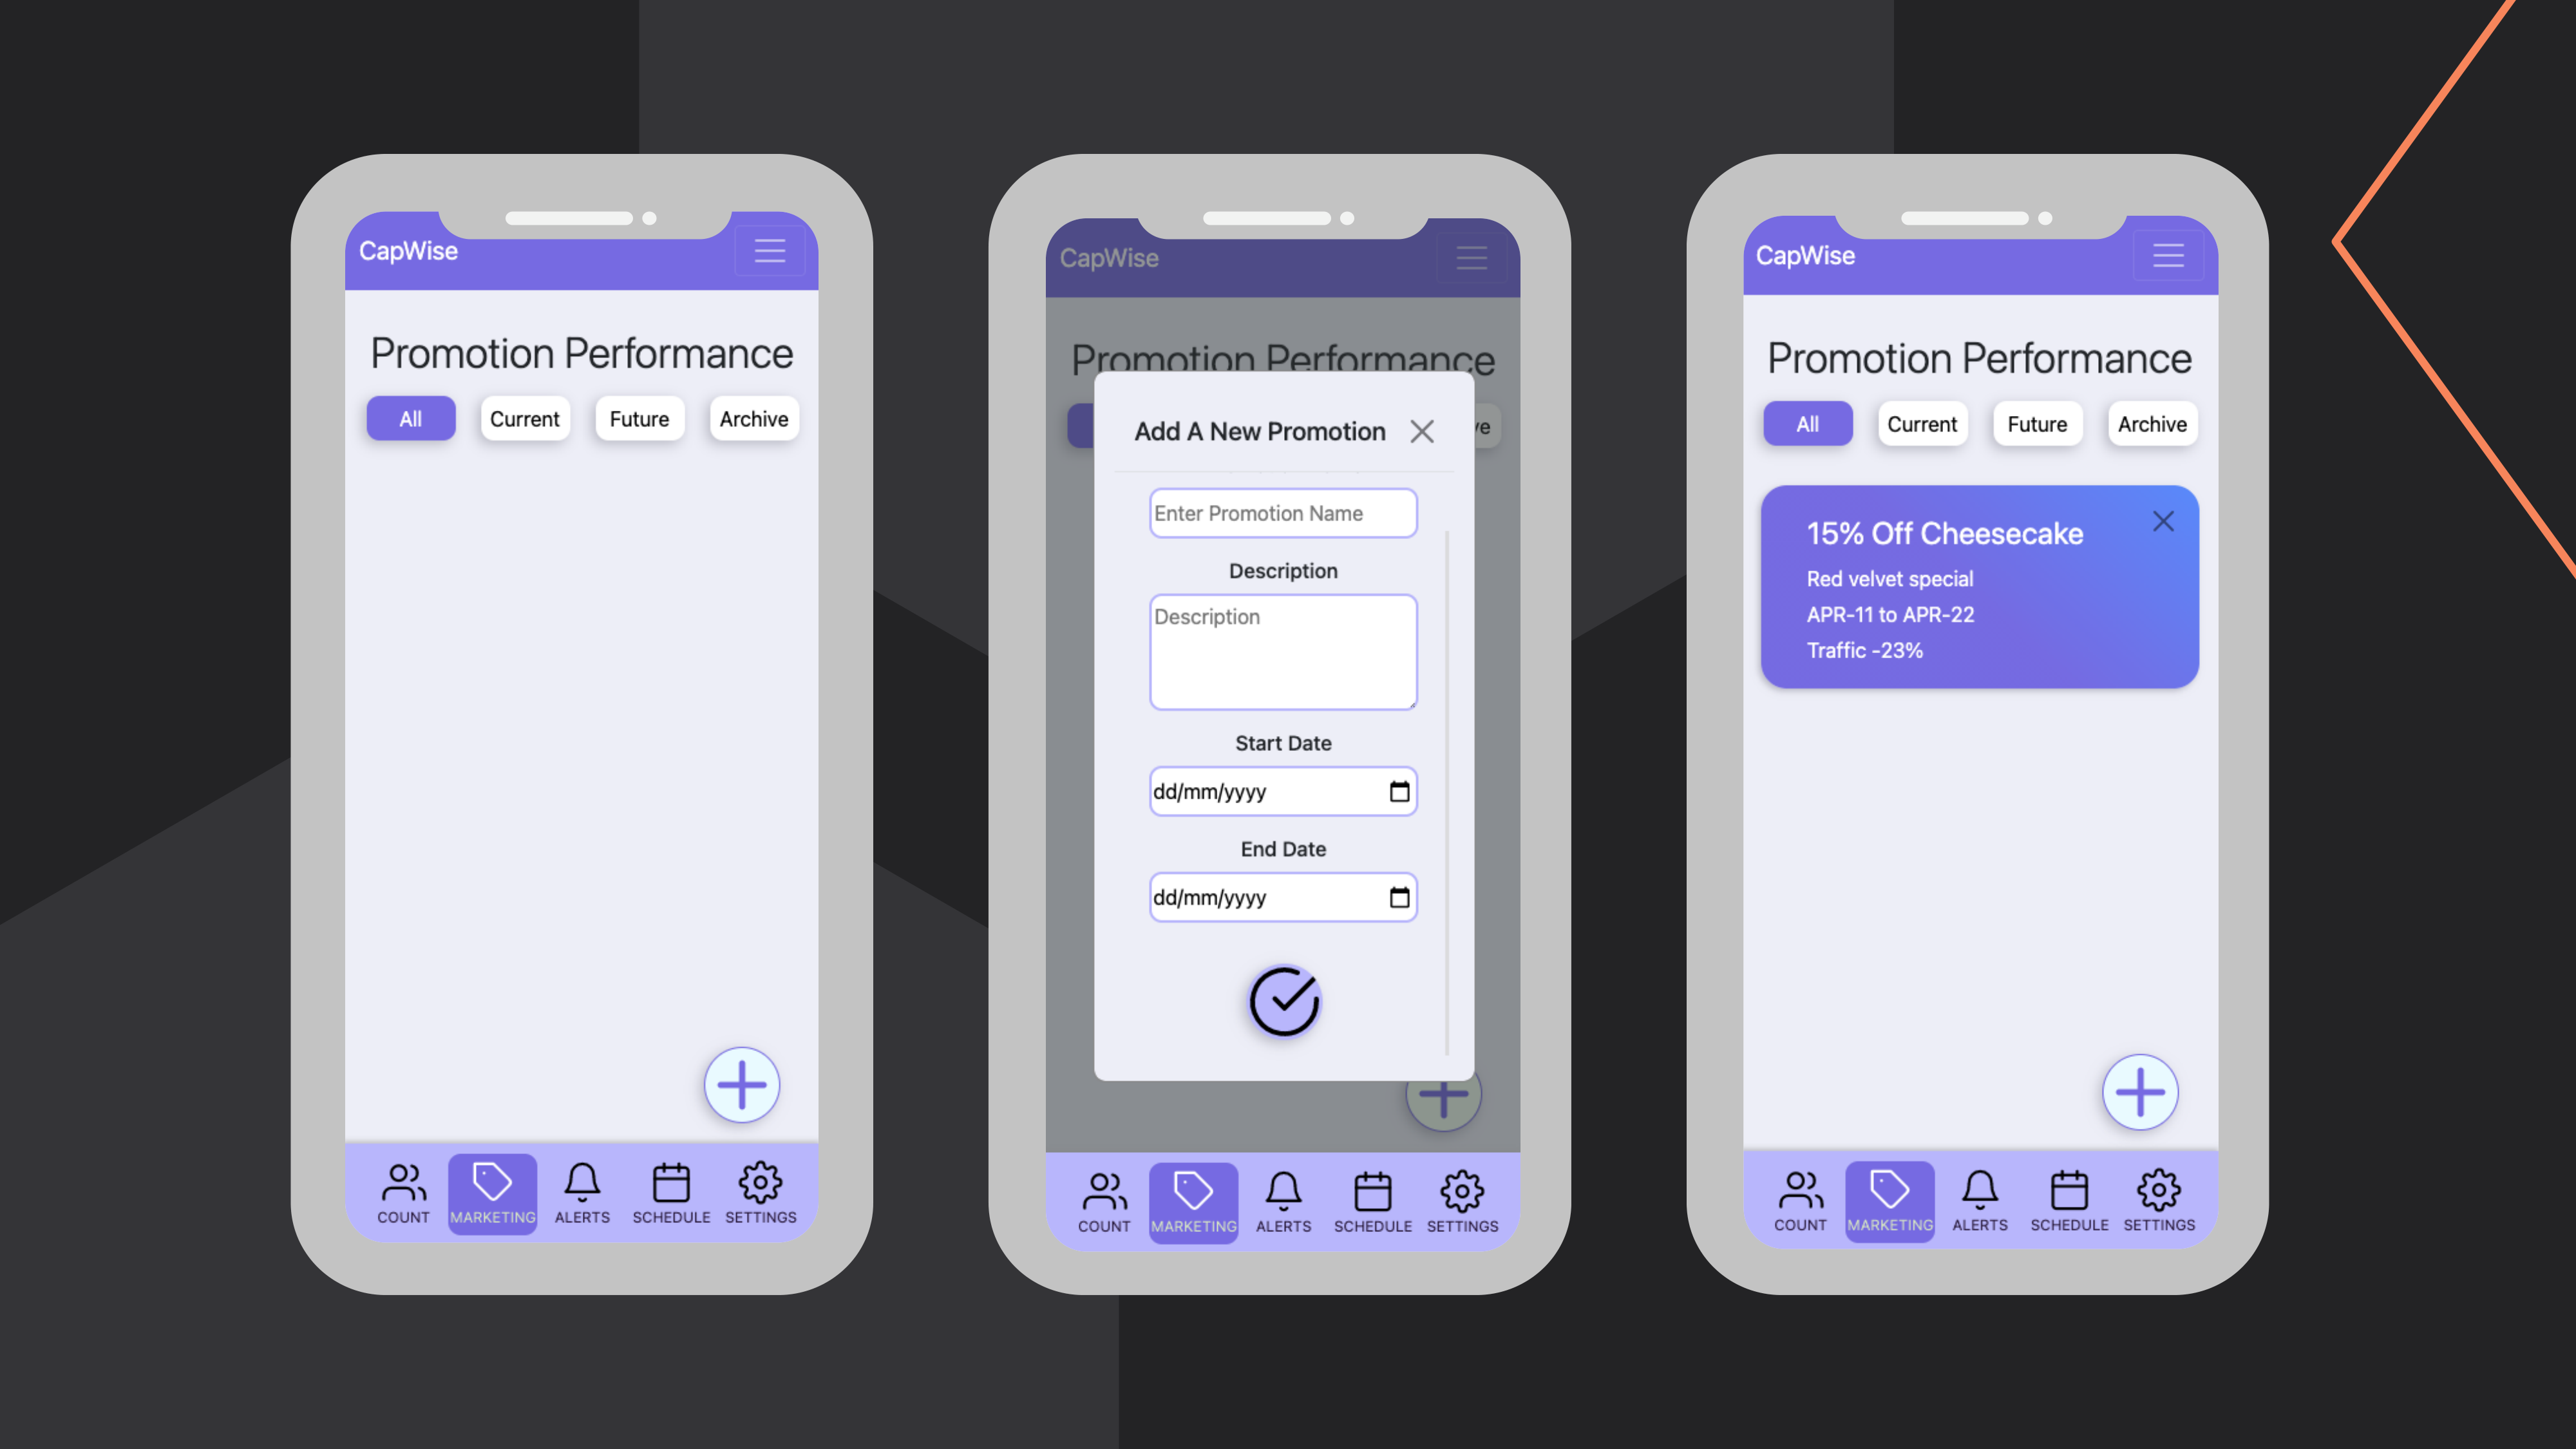 CapWise
Promotion Performance
All Current Future Archive
COUNT MARKETING ALERTS SCHEDULE SETTINGS
CapWise
Promotion Performance
ve
Add A New Promotion
Enter Promotion Name
Description
Description
Start Date
dd/mm/yyyy
End Date
dd/mm/yyyy
COUNT MARKETING ALERTS SCHEDULE SETTINGS
CapWise
Promotion Performance
All Current Future Archive
15% Off Cheesecake
Red velvet special
APR-11 to APR-22
Traffic -23%
COUNT MARKETING ALERTS SCHEDULE SETTINGS